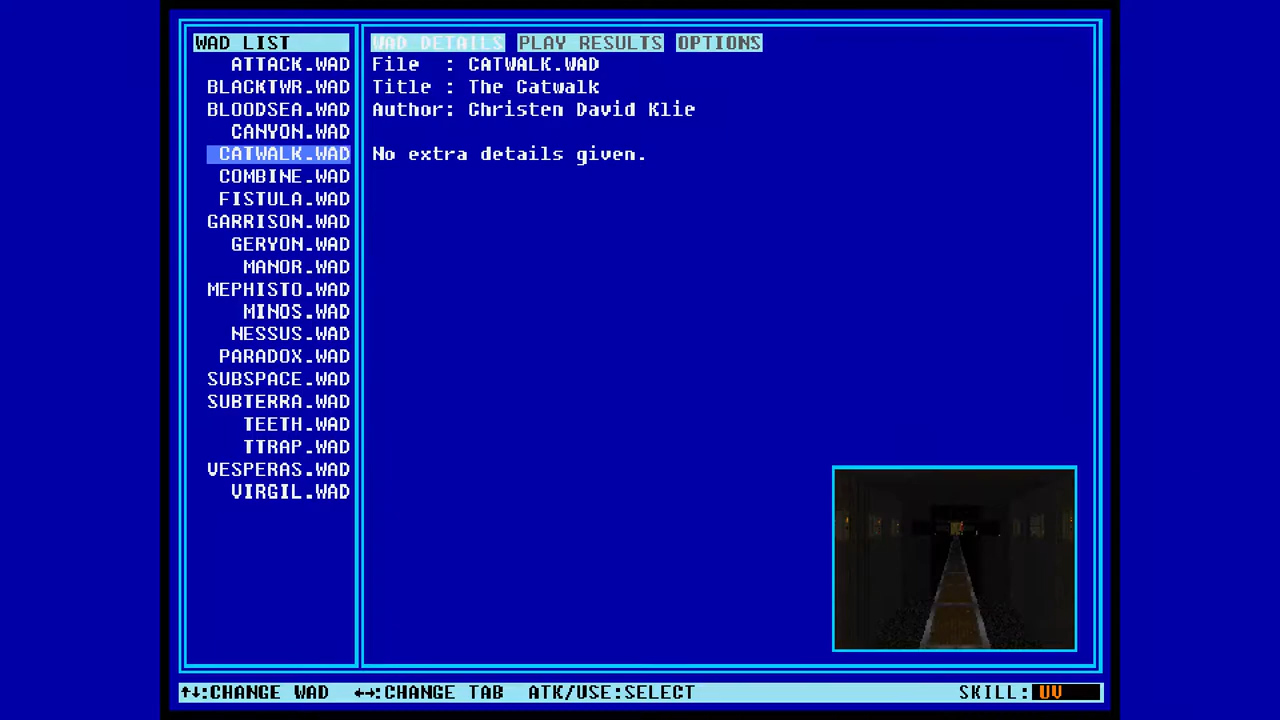 WAD LIST
ATTACK.WAD
BLACKTWR.WAD
BLOODSEA.WAD
CANYON.WAD
CATWALK.WAD
COMBINE.WAD
FISTULA.WAD
GARRISON.WAD
GERYON.WAD
MANOR.WAD
MEPHISTO.WAD
MINOS.WAD
NESSUS.WAD
PARADOX.WAD
SUBSPACE.WAD
SUBTERRA.WAD
TEETH.WAD
TTRAP.WAD
VESPERAS.WAD
VIRGIL.WAD
WAD DETAILS PLAY RESULTS OPTIONS
File : CATWALK.WAD
Title : The Catwalk
Author: Christen David Klie
No extra details given.
↑↓:CHANGE WAD ↔:CHANGE TAB ATK/USE:SELECT SKILL: UV